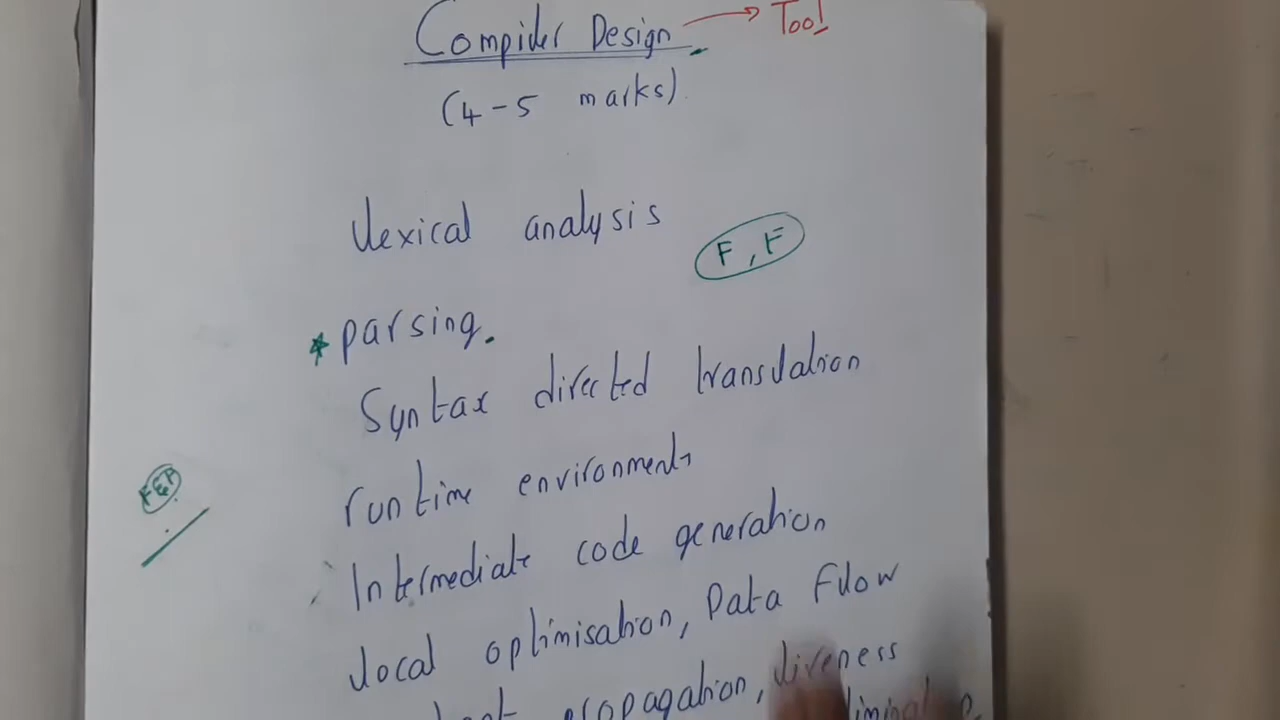 Compiler Design → Tool
(4-5 marks)
lexical analysis
F, F
* parsing.
Syntax directed translation
runtime environments
Intermediate code generation
local optimisation, Data Flow
propagation, liveness